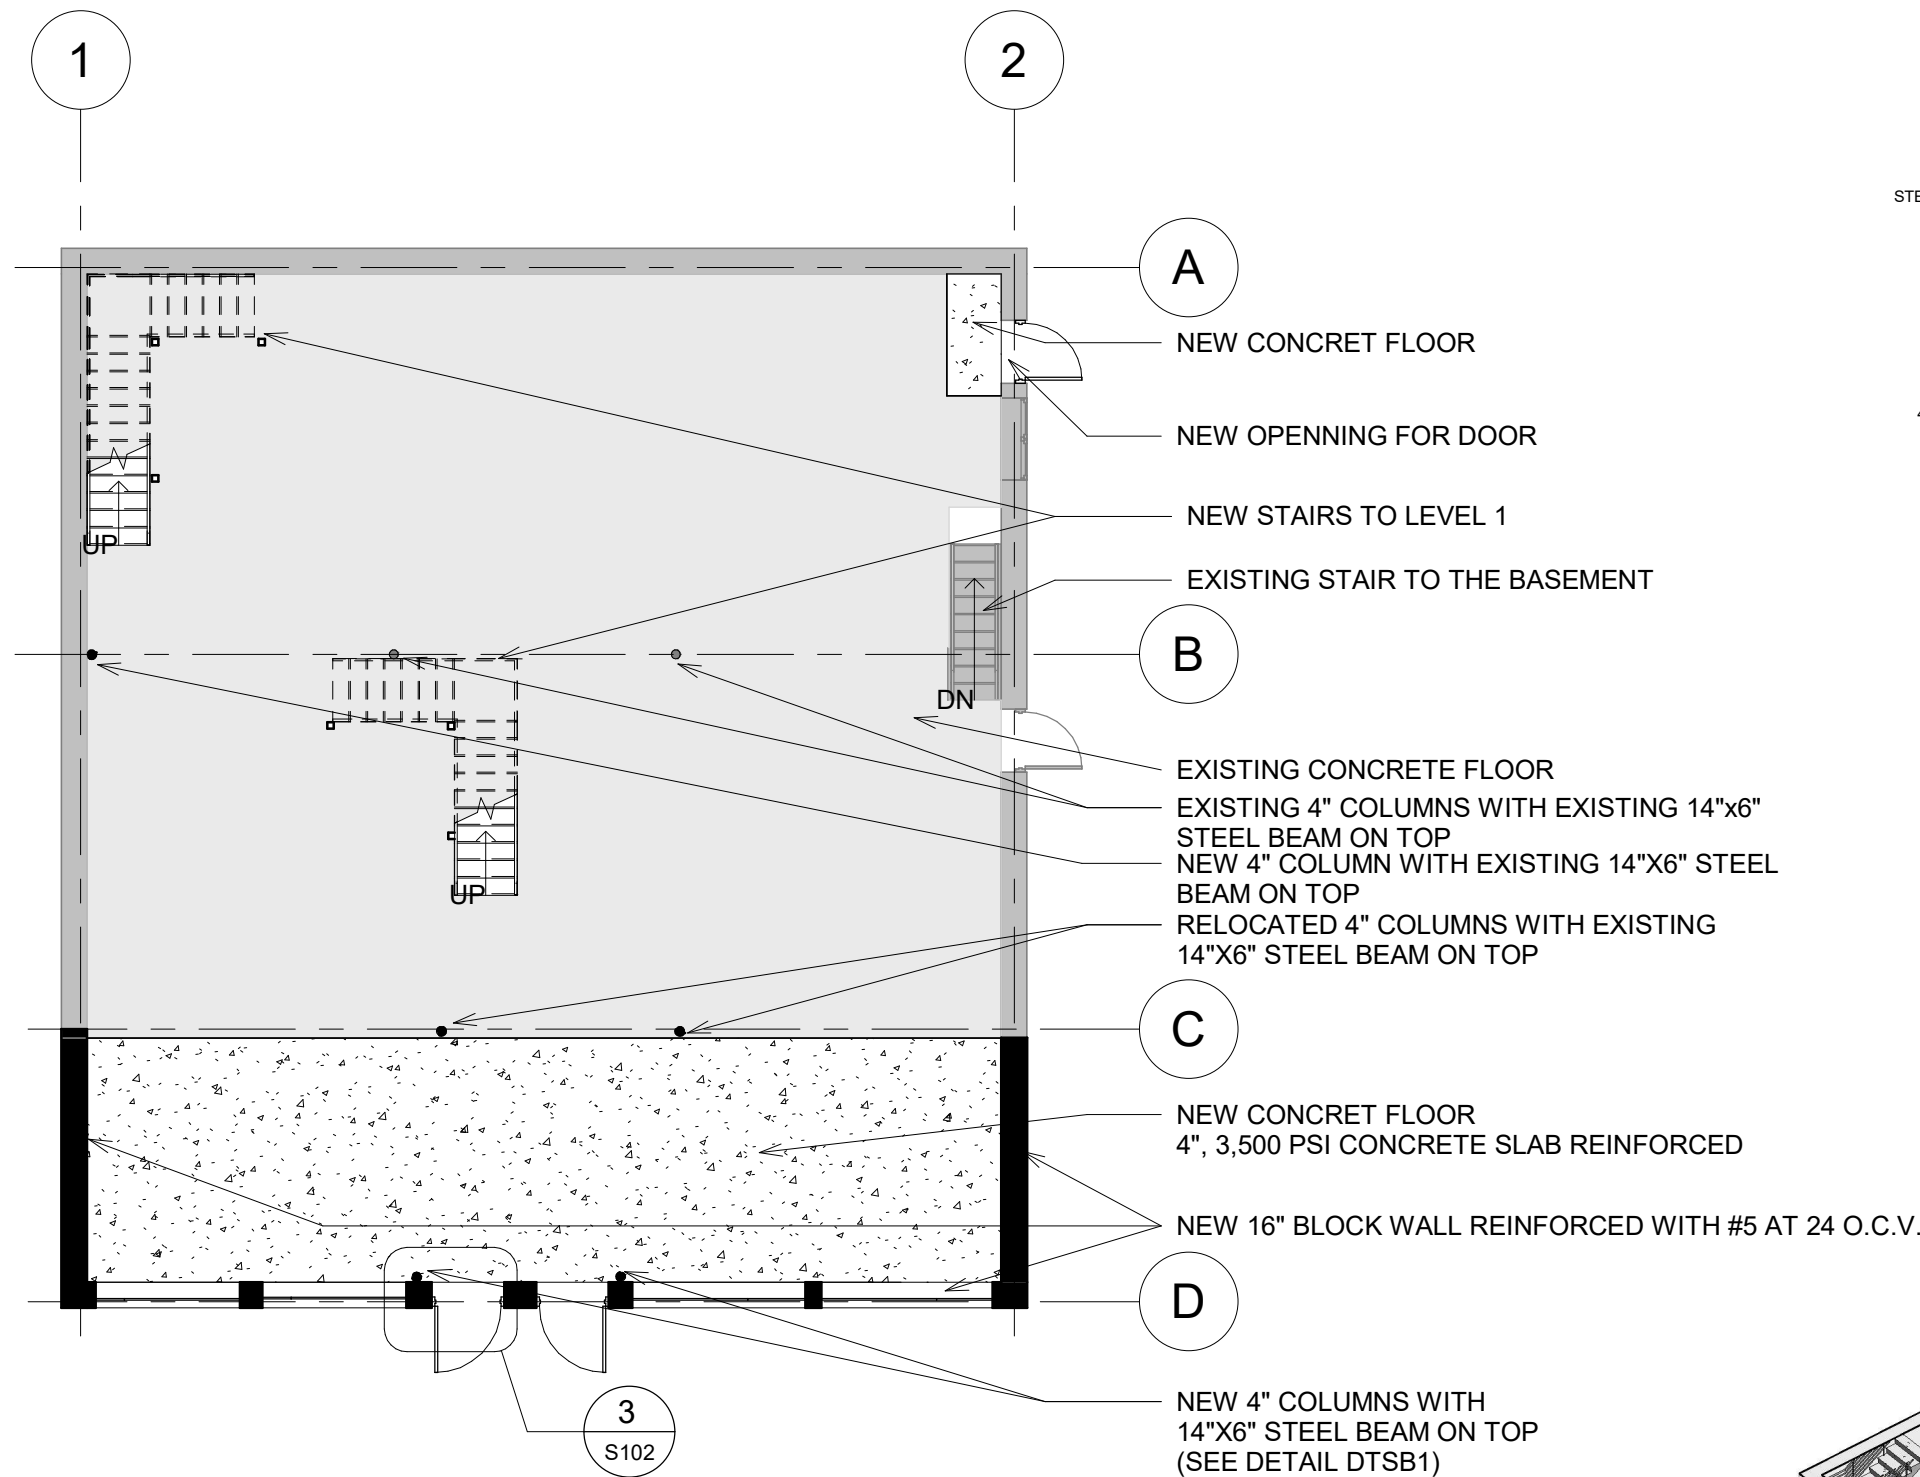 1
2
STE
A
NEW CONCRET FLOOR
4
NEW OPENNING FOR DOOR
NEW STAIRS TO LEVEL 1
UP
EXISTING STAIR TO THE BASEMENT
B
DN
EXISTING CONCRETE FLOOR
EXISTING 4" COLUMNS WITH EXISTING 14"x6"
STEEL BEAM ON TOP
NEW 4" COLUMN WITH EXISTING 14"X6" STEEL
BEAM ON TOP
UP
RELOCATED 4" COLUMNS WITH EXISTING
14"X6" STEEL BEAM ON TOP
C
NEW CONCRET FLOOR
4", 3,500 PSI CONCRETE SLAB REINFORCED
NEW 16" BLOCK WALL REINFORCED WITH #5 AT 24 O.C.V.
D
NEW 4" COLUMNS WITH
14"X6" STEEL BEAM ON TOP
(SEE DETAIL DTSB1)
3
S102